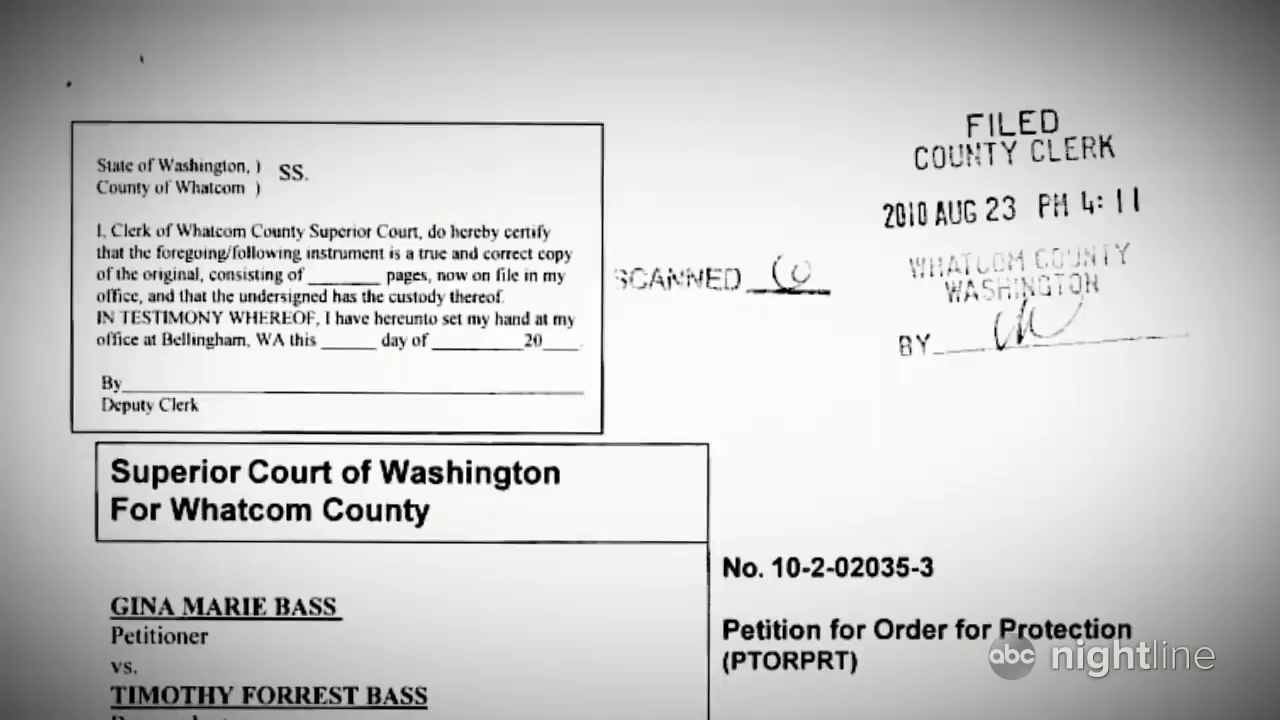 State of Washington, )
SS.
County of Whatcom )
I, Clerk of Whatcom County Superior Court, do hereby certify
that the foregoing/following instrument is a true and correct copy
of the original, consisting of ________ pages, now on file in my
office, and that the undersigned has the custody thereof.
IN TESTIMONY WHEREOF, I have hereunto set my hand at my
office at Bellingham, WA this ______ day of __________20____.
By
Deputy Clerk
SCANNED
FILED
COUNTY CLERK
2010 AUG 23 PM 4:11
WHATCOM COUNTY
WASHINGTON
BY
Superior Court of Washington
For Whatcom County
GINA MARIE BASS
Petitioner
vs.
TIMOTHY FORREST BASS
No. 10-2-02035-3
Petition for Order for Protection
(PTORPRT)
abc nightline